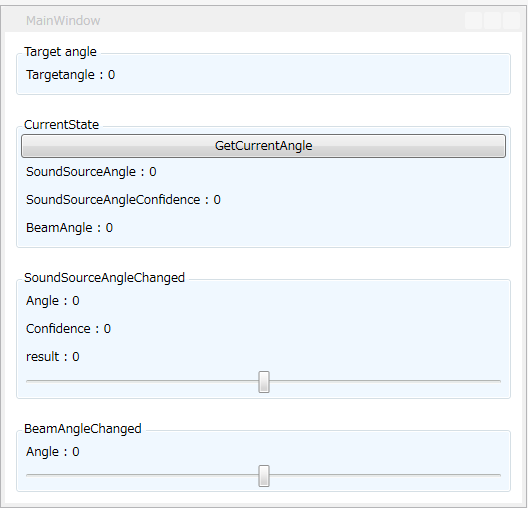 MainWindow
Target angle
Targetangle : 0
CurrentState
GetCurrentAngle
SoundSourceAngle : 0
SoundSourceAngleConfidence : 0
BeamAngle : 0
SoundSourceAngleChanged
Angle : 0
Confidence : 0
result : 0
BeamAngleChanged
Angle : 0